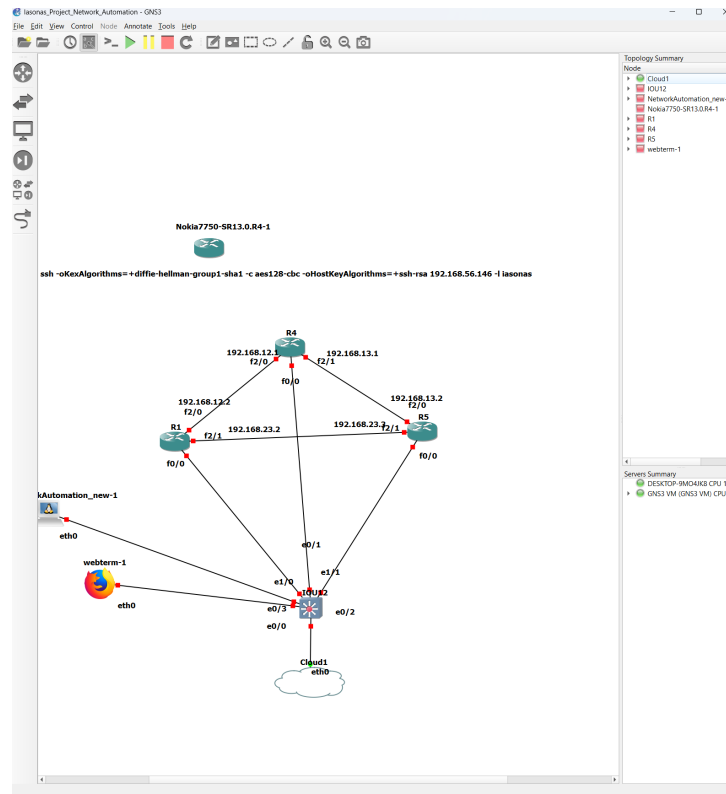 Iasonas_Project_Network_Automation - GNS3
File Edit View Control Node Annotate Tools Help
Topology Summary
Node
Cloud1
IOU12
NetworkAutomation_new-
Nokia7750-SR13.0.R4-1
R1
R4
R5
webterm-1
Nokia7750-SR13.0.R4-1
ssh -oKexAlgorithms=+diffie-hellman-group1-sha1 -c aes128-cbc -oHostKeyAlgorithms=+ssh-rsa 192.168.56.146 -l iasonas
R4
192.168.12.1
f2/0
192.168.13.1
f2/1
f0/0
192.168.12.2
f2/0
192.168.13.2
f2/0
R1
R5
f2/1
192.168.23.2
192.168.23.
f2/1
f0/0
f0/0
Servers Summary
DESKTOP-9MO4JK8 CPU 1
GNS3 VM (GNS3 VM) CPU
kAutomation_new-1
eth0
e0/1
webterm-1
e1/1
e1/0
IOU12
eth0
e0/3
e0/2
e0/0
Cloud1
eth0